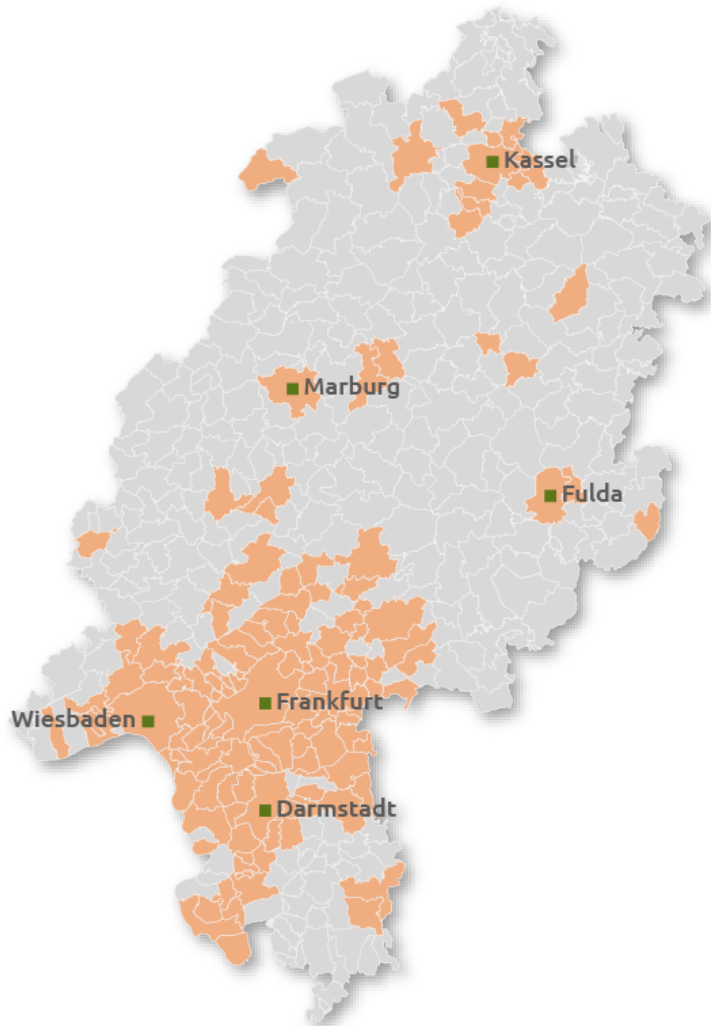 Kassel
Marburg
Fulda
Frankfurt
Wiesbaden
Darmstadt